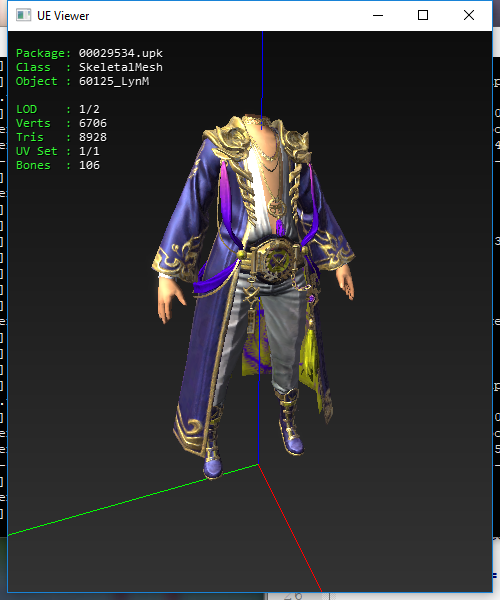 UE Viewer
Package: 00029534.upk
Class : SkeletalMesh
Object : 60125_LynM
LOD : 1/2
Verts : 6706
Tris : 8928
UV Set : 1/1
Bones : 106